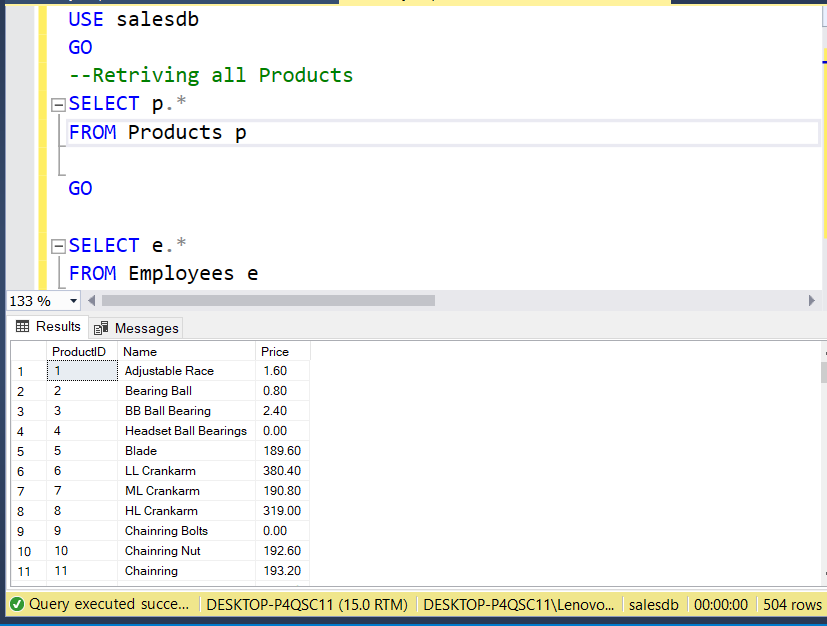 USE salesdb
GO
--Retriving all Products
SELECT p.*
FROM Products p
GO
SELECT e.*
FROM Employees e
133 %
Results Messages
ProductID Name Price
1 1 Adjustable Race 1.60
2 2 Bearing Ball 0.80
3 3 BB Ball Bearing 2.40
4 4 Headset Ball Bearings 0.00
5 5 Blade 189.60
6 6 LL Crankarm 380.40
7 7 ML Crankarm 190.80
8 8 HL Crankarm 319.00
9 9 Chainring Bolts 0.00
10 10 Chainring Nut 192.60
11 11 Chainring 193.20
Query executed succe... DESKTOP-P4QSC11 (15.0 RTM) DESKTOP-P4QSC11\Lenovo... salesdb 00:00:00 504 rows